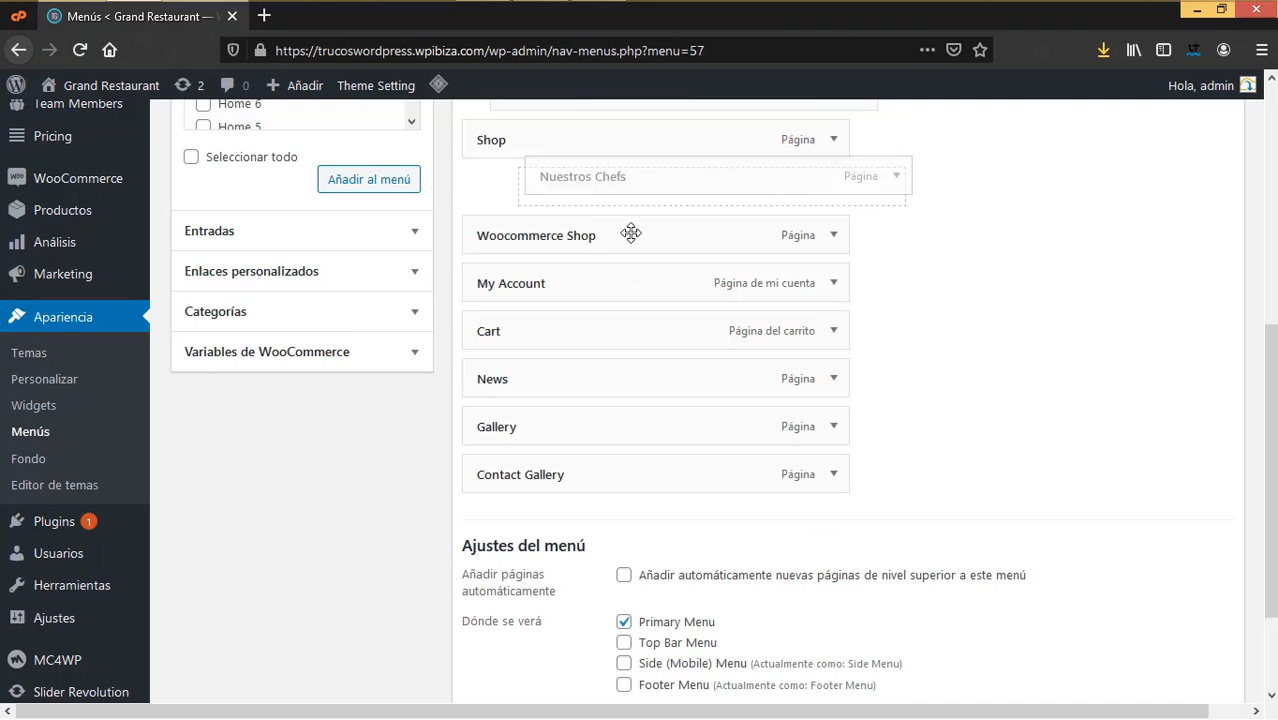 Menús < Grand Restaurant — W
https://trucoswordpress.wpibiza.com/wp-admin/nav-menus.php?menu=57
Grand Restaurant
2
0
Añadir
Theme Setting
Hola, admin
Team Members
Pricing
WooCommerce
Productos
Análisis
Marketing
Apariencia
Temas
Personalizar
Widgets
Menús
Fondo
Editor de temas
Plugins 1
Usuarios
Herramientas
Ajustes
MC4WP
Slider Revolution
Home 6
Home 5
Seleccionar todo
Añadir al menú
Entradas
Enlaces personalizados
Categorías
Variables de WooCommerce
Shop Página
Nuestros Chefs Página
Woocommerce Shop Página
My Account Página de mi cuenta
Cart Página del carrito
News Página
Gallery Página
Contact Gallery Página
Ajustes del menú
Añadir páginas
automáticamente
Añadir automáticamente nuevas páginas de nivel superior a este menú
Dónde se verá
Primary Menu
Top Bar Menu
Side (Mobile) Menu (Actualmente como: Side Menu)
Footer Menu (Actualmente como: Footer Menu)